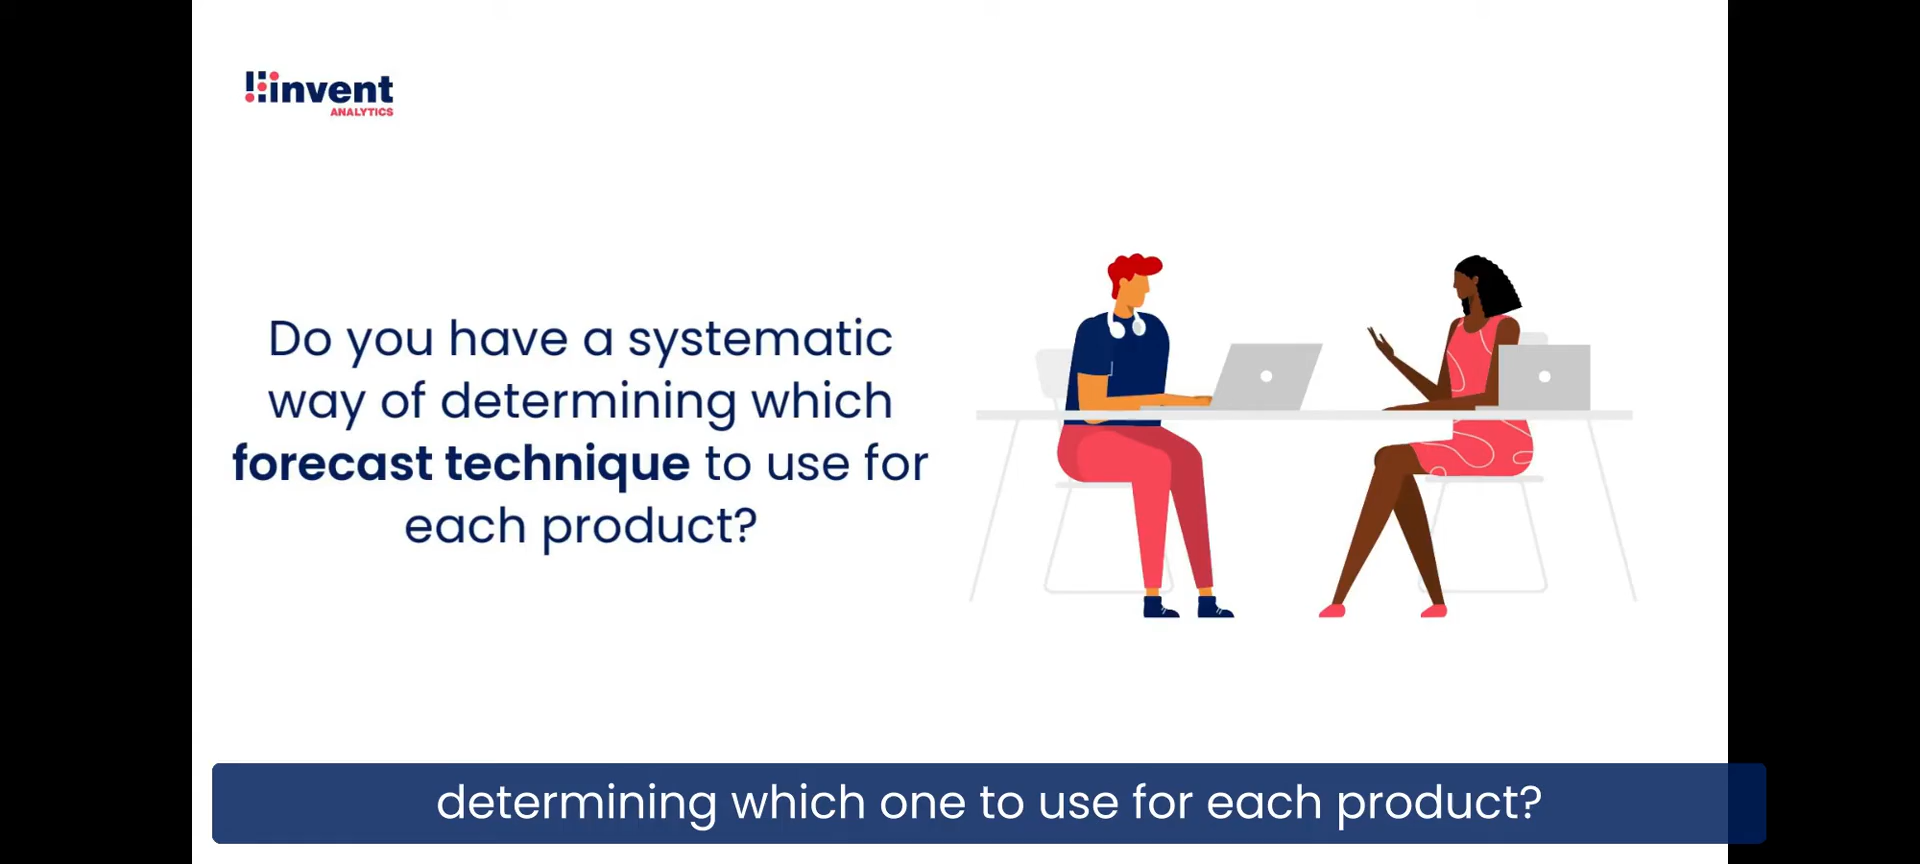 invent
ANALYTICS
Do you have a systematic
way of determining which
forecast technique to use for
each product?
determining which one to use for each product?